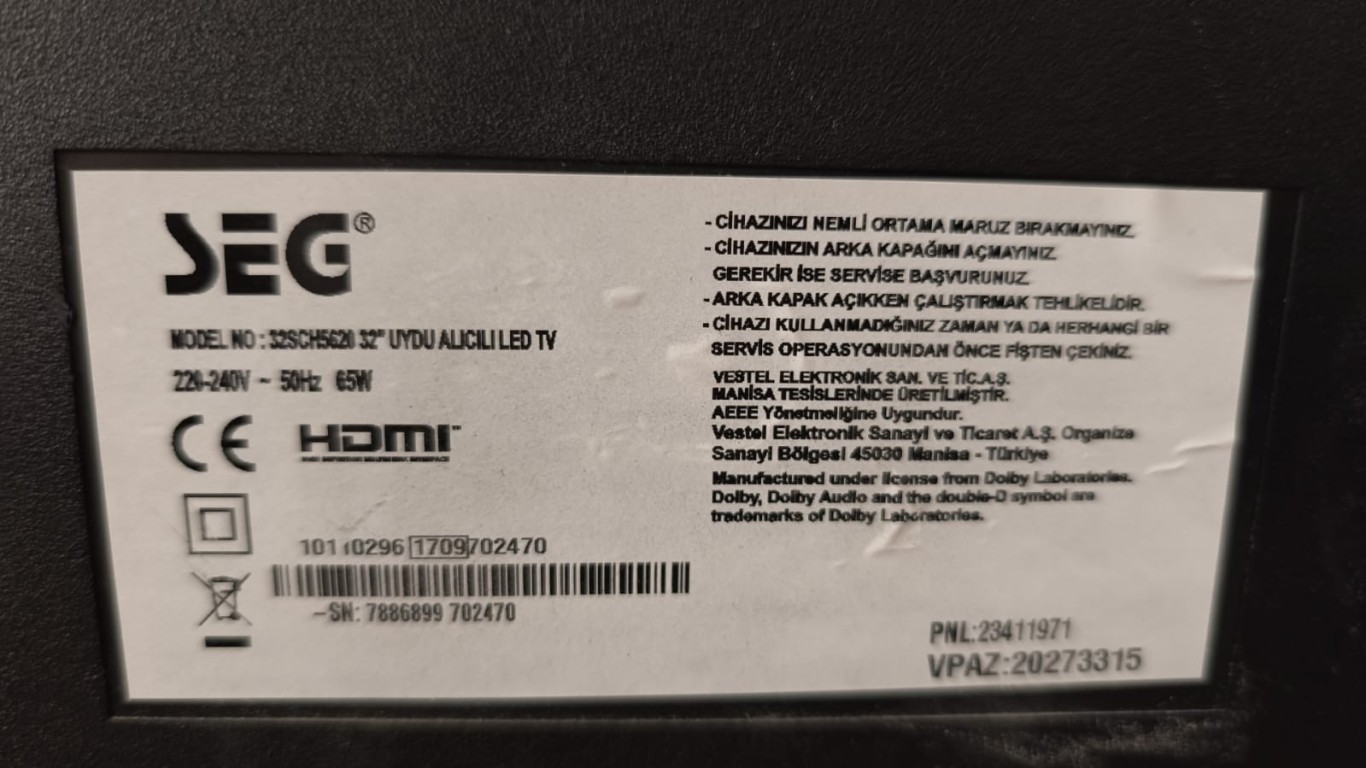 SEG®
MODEL NO : 32SCH5620 32" UYDU ALICILI LED TV
220-240V ~ 50Hz 65W
CE HDMI™
10110296 1709 702470
-SN: 7886899 702470
- CİHAZINIZI NEMLİ ORTAMA MARUZ BIRAKMAYINIZ.
- CİHAZINIZIN ARKA KAPAĞINI AÇMAYINIZ.
GEREKİR İSE SERVİSE BAŞVURUNUZ.
- ARKA KAPAK AÇIKKEN ÇALIŞTIRMAK TEHLİKELİDİR.
- CİHAZI KULLANMADIĞINIZ ZAMAN YA DA HERHANGİ BİR
SERVİS OPERASYONUNDAN ÖNCE FİŞTEN ÇEKİNİZ.
VESTEL ELEKTRONİK SAN. VE TİC.A.Ş.
MANİSA TESİSLERİNDE ÜRETİLMİŞTİR.
AEEE Yönetmeliğine Uygundur.
Vestel Elektronik Sanayi ve Ticaret A.Ş. Organize
Sanayi Bölgesi 45030 Manisa - Türkiye
Manufactured under license from Dolby Laboratories.
Dolby, Dolby Audio and the double-D symbol are
trademarks of Dolby Laboratories.
PNL:23411971
VPAZ:20273315